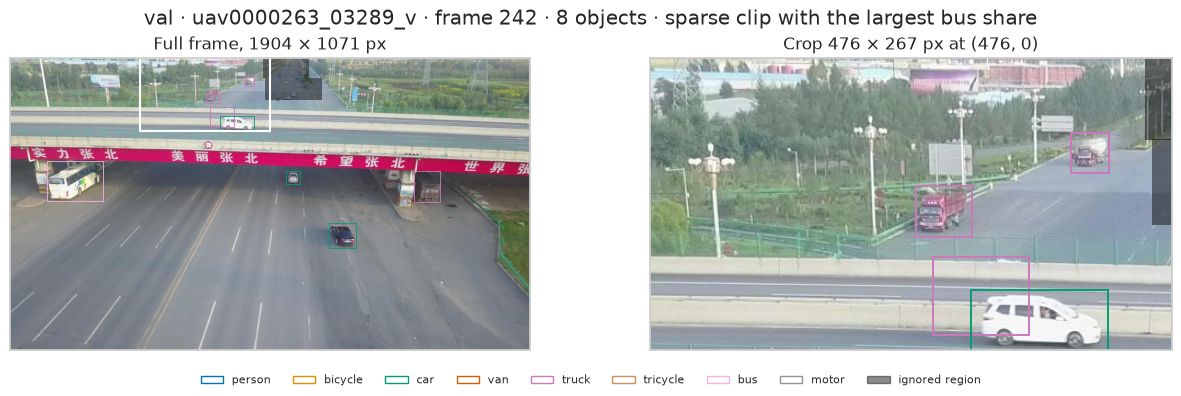 val · uav0000263_03289_v · frame 242 · 8 objects · sparse clip with the largest bus share
Full frame, 1904 × 1071 px
Crop 476 × 267 px at (476, 0)
实力张北 美丽张北 希望张北 世界张
person bicycle car van truck tricycle bus motor ignored region